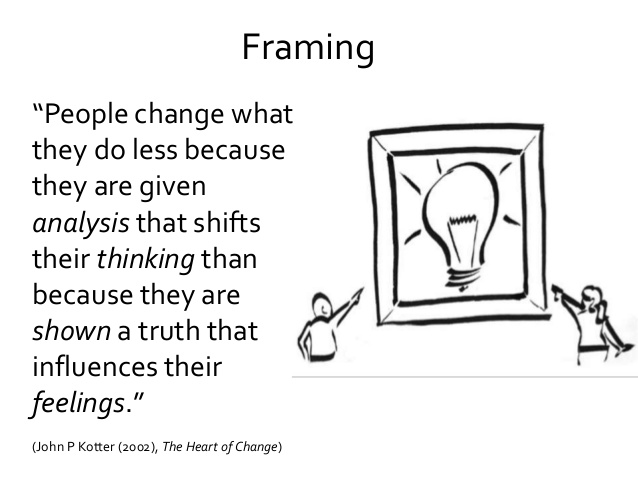 Framing
“People change what
they do less because
they are given
analysis that shifts
their thinking than
because they are
shown a truth that
influences their
feelings.”
(John P Kotter (2002), The Heart of Change)